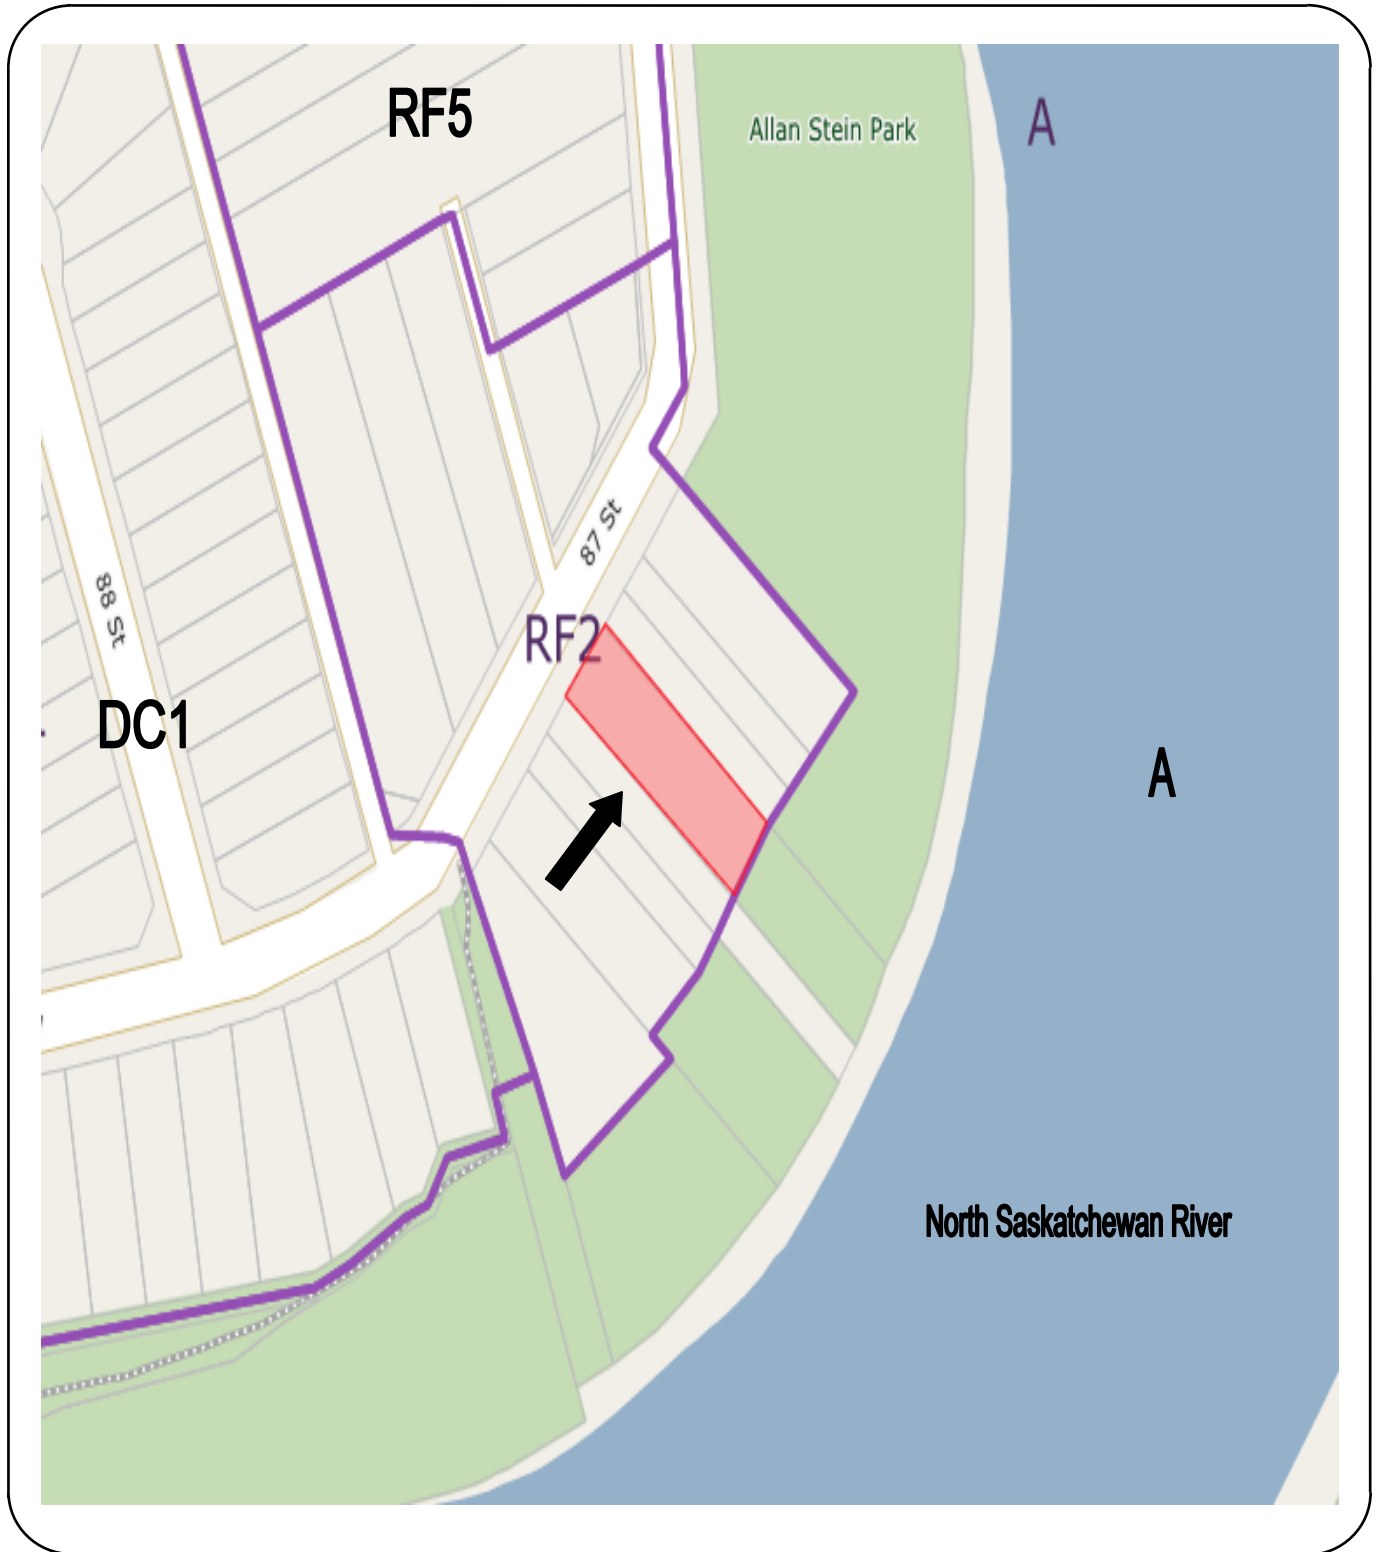 RF5
Allan Stein Park
A
87 St
88 St
RF2
DC1
A
North Saskatchewan River